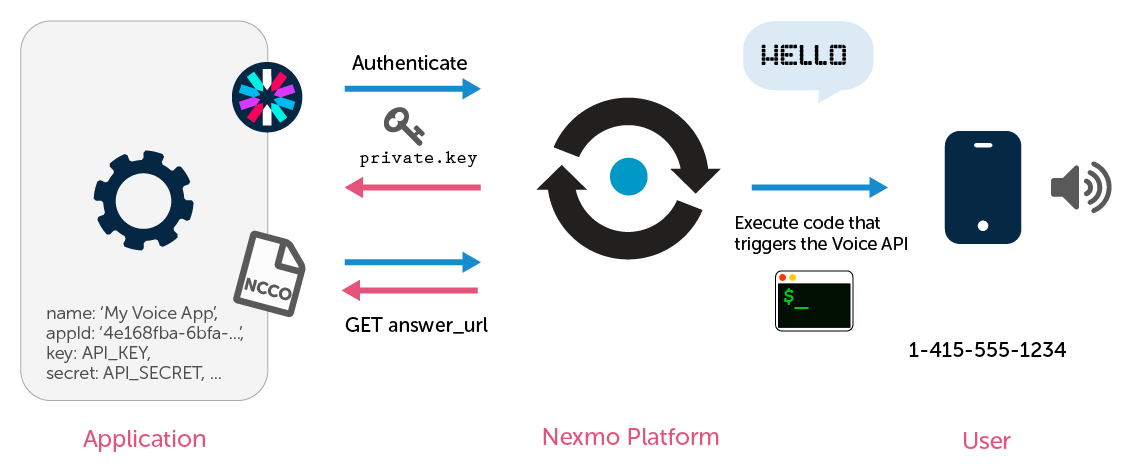 Authenticate
private.key
NCCO
name: ‘My Voice App’,
appId: ‘4e168fba-6bfa-...’,
key: API_KEY,
secret: API_SECRET, ...
GET answer_url
HELLO
Execute code that
triggers the Voice API
$_
1-415-555-1234
Application
Nexmo Platform
User